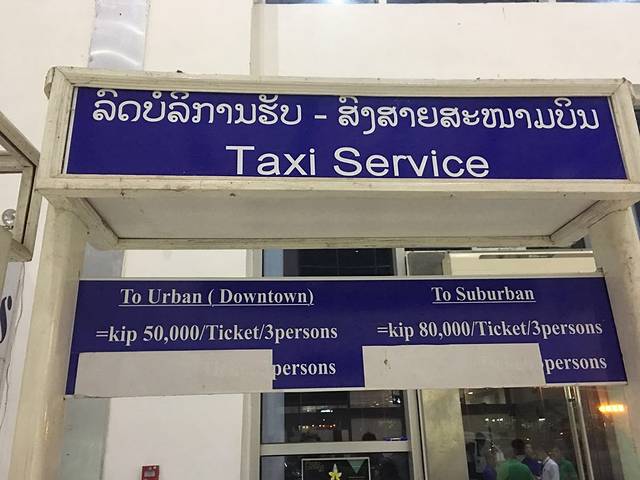 ລົດບໍລິການຮັບ - ສົ່ງສາຍສະໜາມບິນ
Taxi Service
To Urban ( Downtown)
=kip 50,000/Ticket/3persons
persons
To Suburban
=kip 80,000/Ticket/3persons
persons